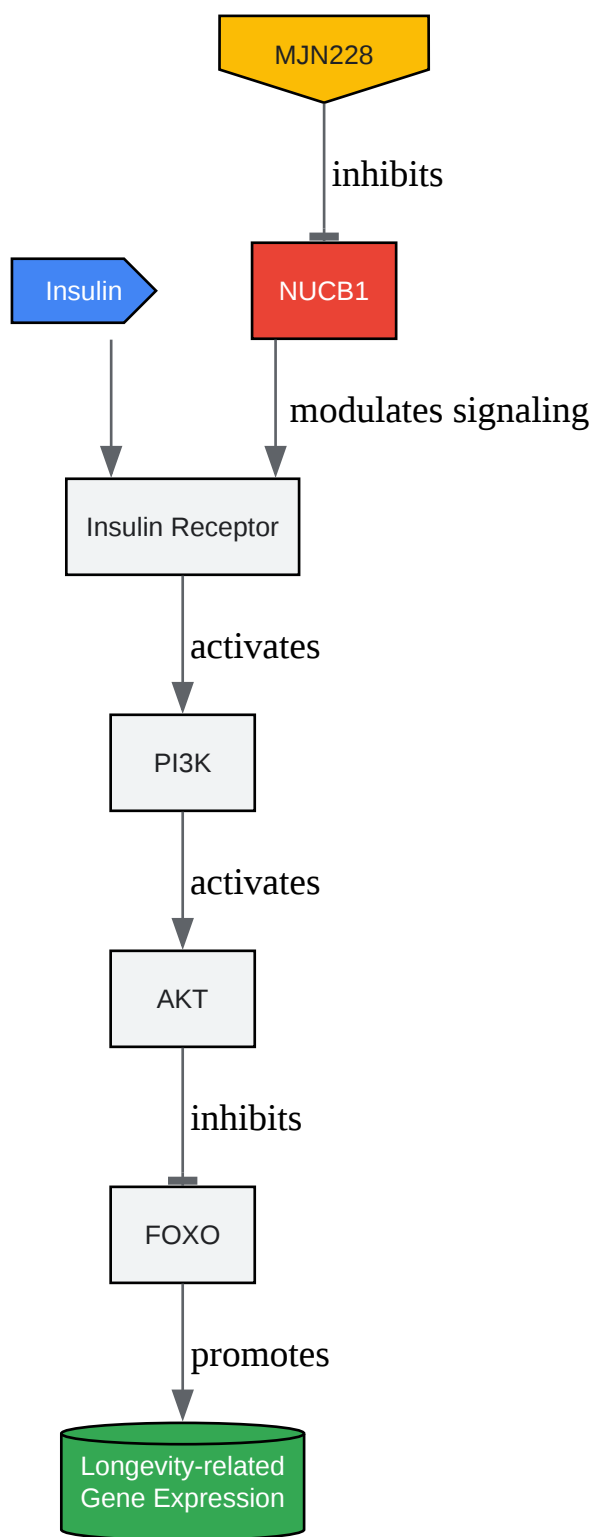 MJN228
inhibits
Insulin
NUCB1
modulates signaling
Insulin Receptor
activates
PI3K
activates
AKT
inhibits
FOXO
promotes
Longevity-related
Gene Expression